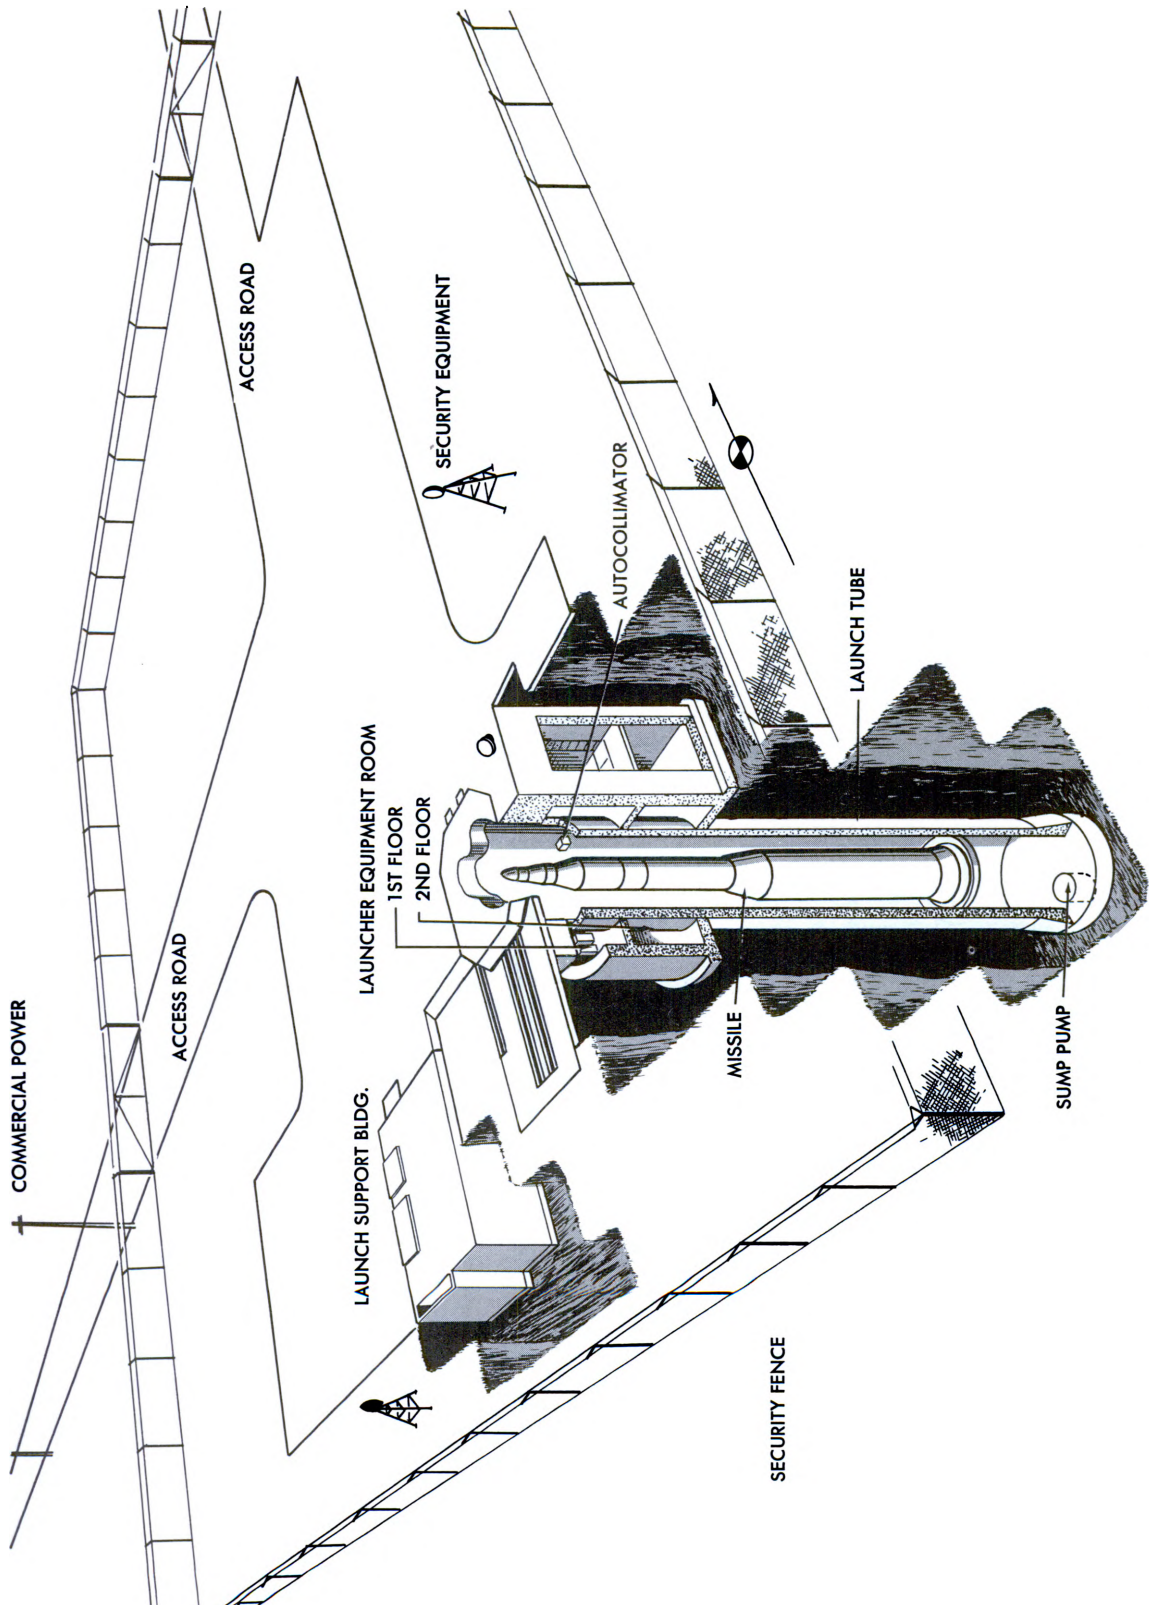 COMMERCIAL POWER
ACCESS ROAD
ACCESS ROAD
LAUNCH SUPPORT BLDG.
LAUNCHER EQUIPMENT ROOM
1ST FLOOR
2ND FLOOR
SECURITY EQUIPMENT
AUTOCOLLIMATOR
SECURITY FENCE
MISSILE
LAUNCH TUBE
SUMP PUMP